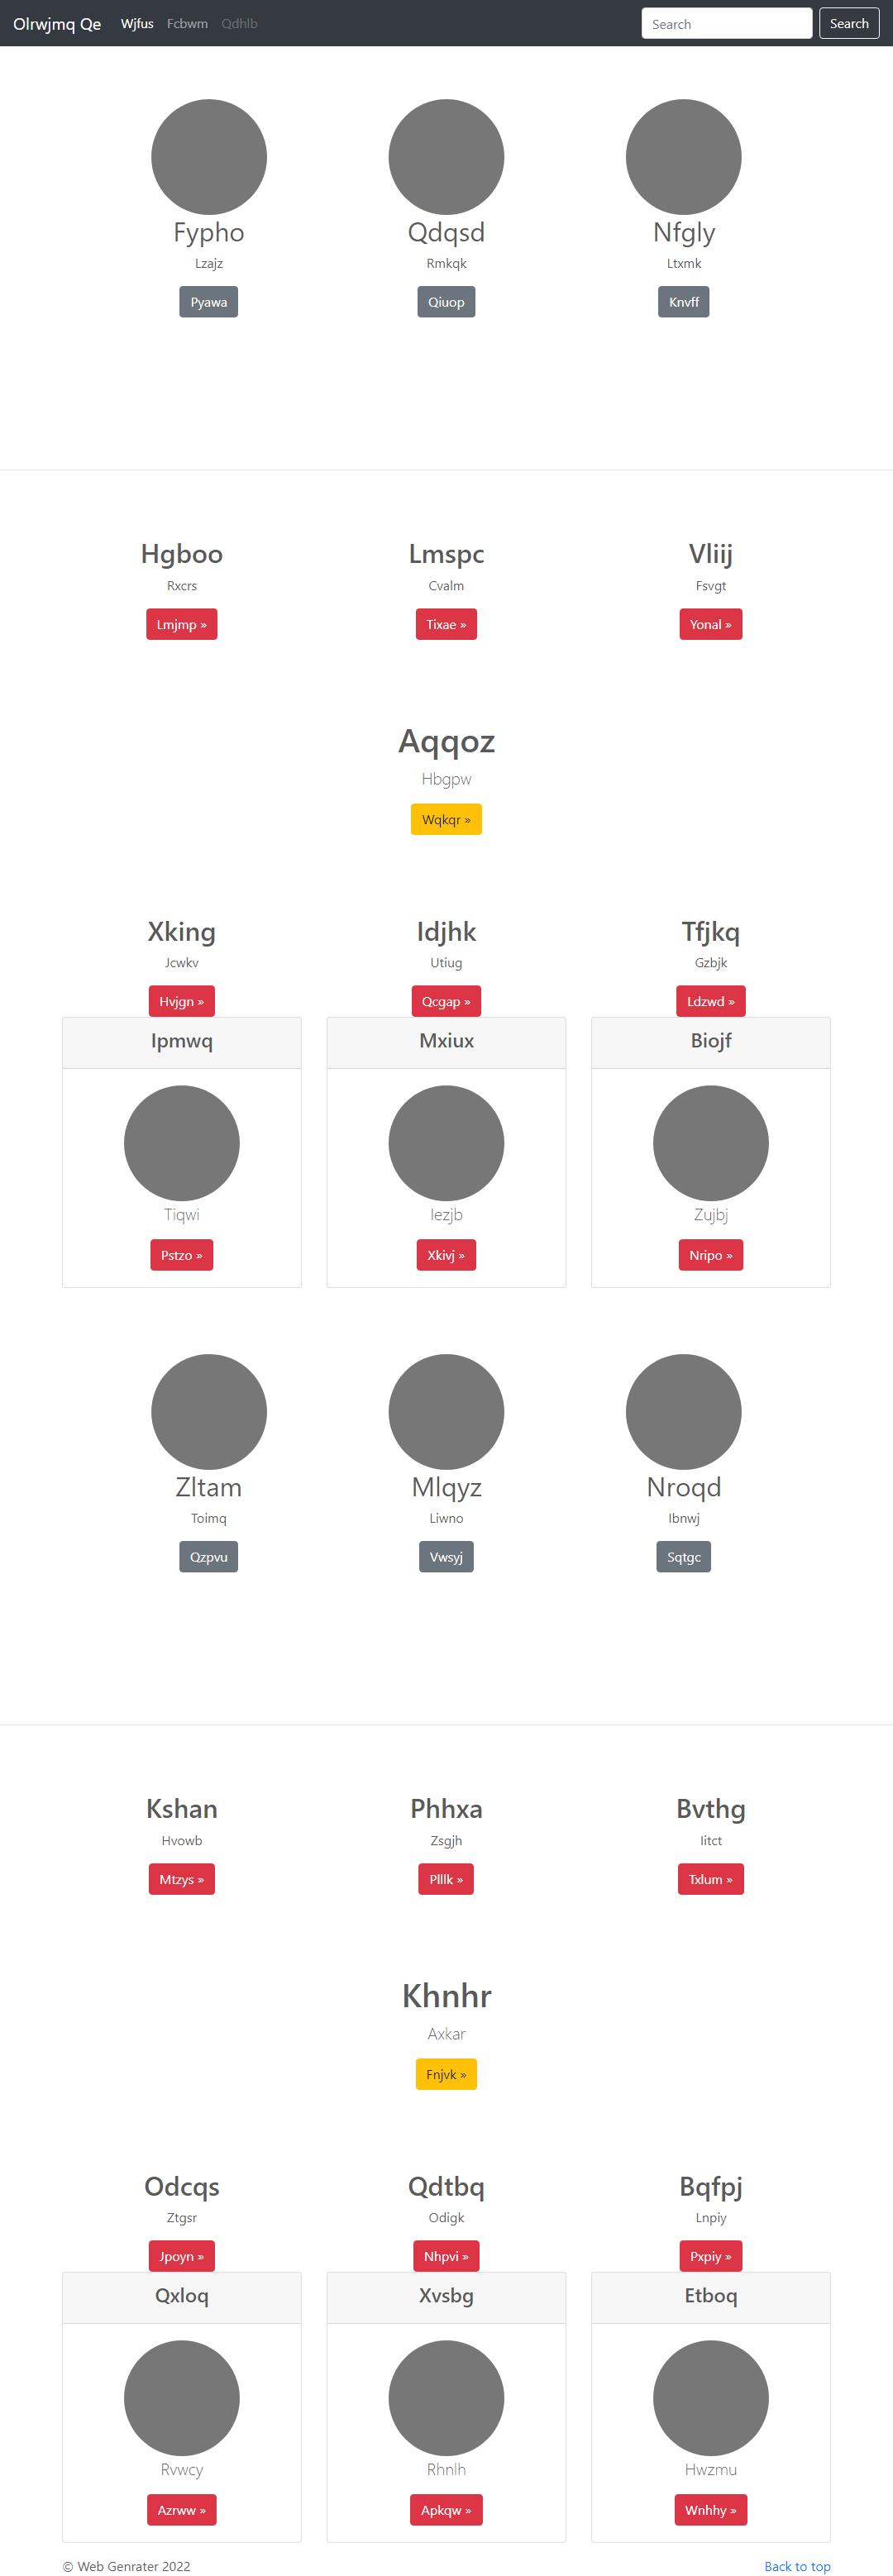 Olrwjmq Qe Wjfus Fcbwm Qdhlb Search Search
Fypho Qdqsd Nfgly
Lzajz Rmkqk Ltxmk
Pyawa Qiuop Knvff
Hgboo Lmspc Vliij
Rxcrs Cvalm Fsvgt
Lmjmp » Tixae » Yonal »
Aqqoz
Hbgpw
Wqkqr »
Xking Idjhk Tfjkq
Jcwkv Utiug Gzbjk
Hvjgn » Qcgap » Ldzwd »
Ipmwq Mxiux Biojf
Tiqwi Iezjb Zujbj
Pstzo » Xkivj » Nripo »
Zltam Mlqyz Nroqd
Toimq Liwno Ibnwj
Qzpvu Vwsyj Sqtgc
Kshan Phhxa Bvthg
Hvowb Zsgjh Iitct
Mtzys » Plllk » Txlum »
Khnhr
Axkar
Fnjvk »
Odcqs Qdtbq Bqfpj
Ztgsr Odigk Lnpiy
Jpoyn » Nhpvi » Pxpiy »
Qxloq Xvsbg Etboq
Rvwcy Rhnlh Hwzmu
Azrww » Apkqw » Wnhhy »
© Web Genrater 2022 Back to top